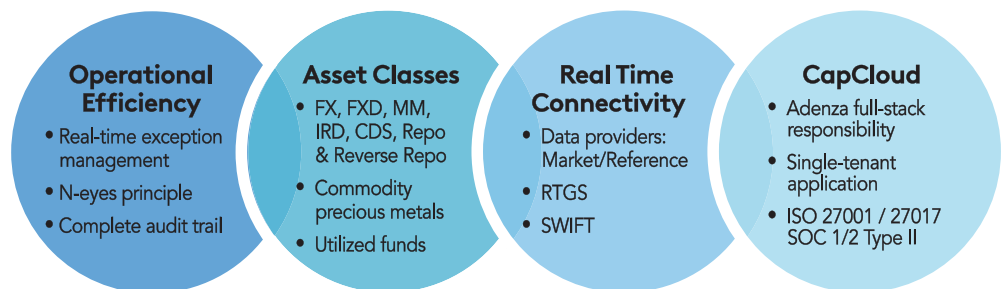 Operational
Efficiency
• Real-time exception
management
• N-eyes principle
• Complete audit trail
Asset Classes
• FX, FXD, MM,
IRD, CDS, Repo
& Reverse Repo
• Commodity
precious metals
• Utilized funds
Real Time
Connectivity
• Data providers:
Market/Reference
• RTGS
• SWIFT
CapCloud
• Adenza full-stack
responsibility
• Single-tenant
application
• ISO 27001 / 27017
SOC 1/2 Type II